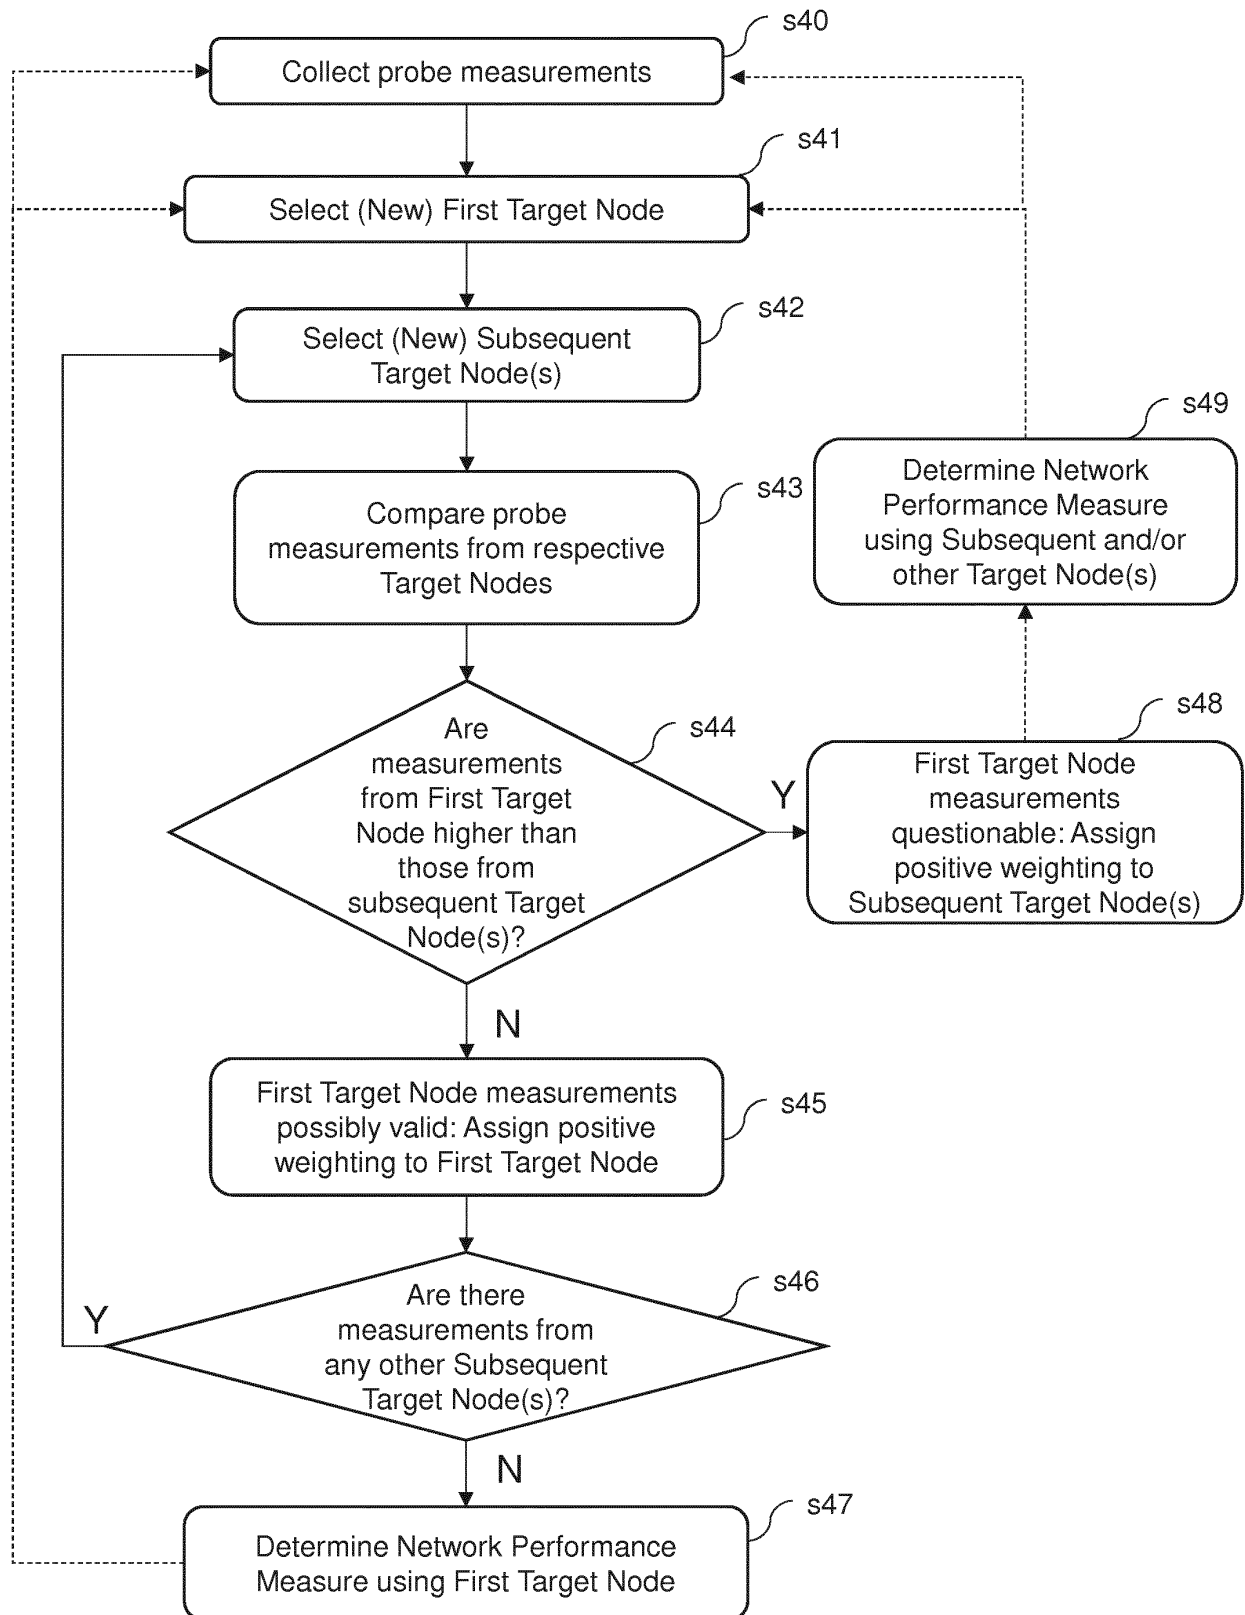 s40
Collect probe measurements
s41
Select (New) First Target Node
s42
Select (New) Subsequent
Target Node(s)
s43
Compare probe
measurements from respective
Target Nodes
s49
Determine Network
Performance Measure
using Subsequent and/or
other Target Node(s)
s44
Are
measurements
from First Target
Node higher than
those from
subsequent Target
Node(s)?
Y
s48
First Target Node
measurements
questionable: Assign
positive weighting to
Subsequent Target Node(s)
N
First Target Node measurements
possibly valid: Assign positive
weighting to First Target Node
s45
s46
Are there
measurements from
any other Subsequent
Target Node(s)?
Y
N
s47
Determine Network Performance
Measure using First Target Node